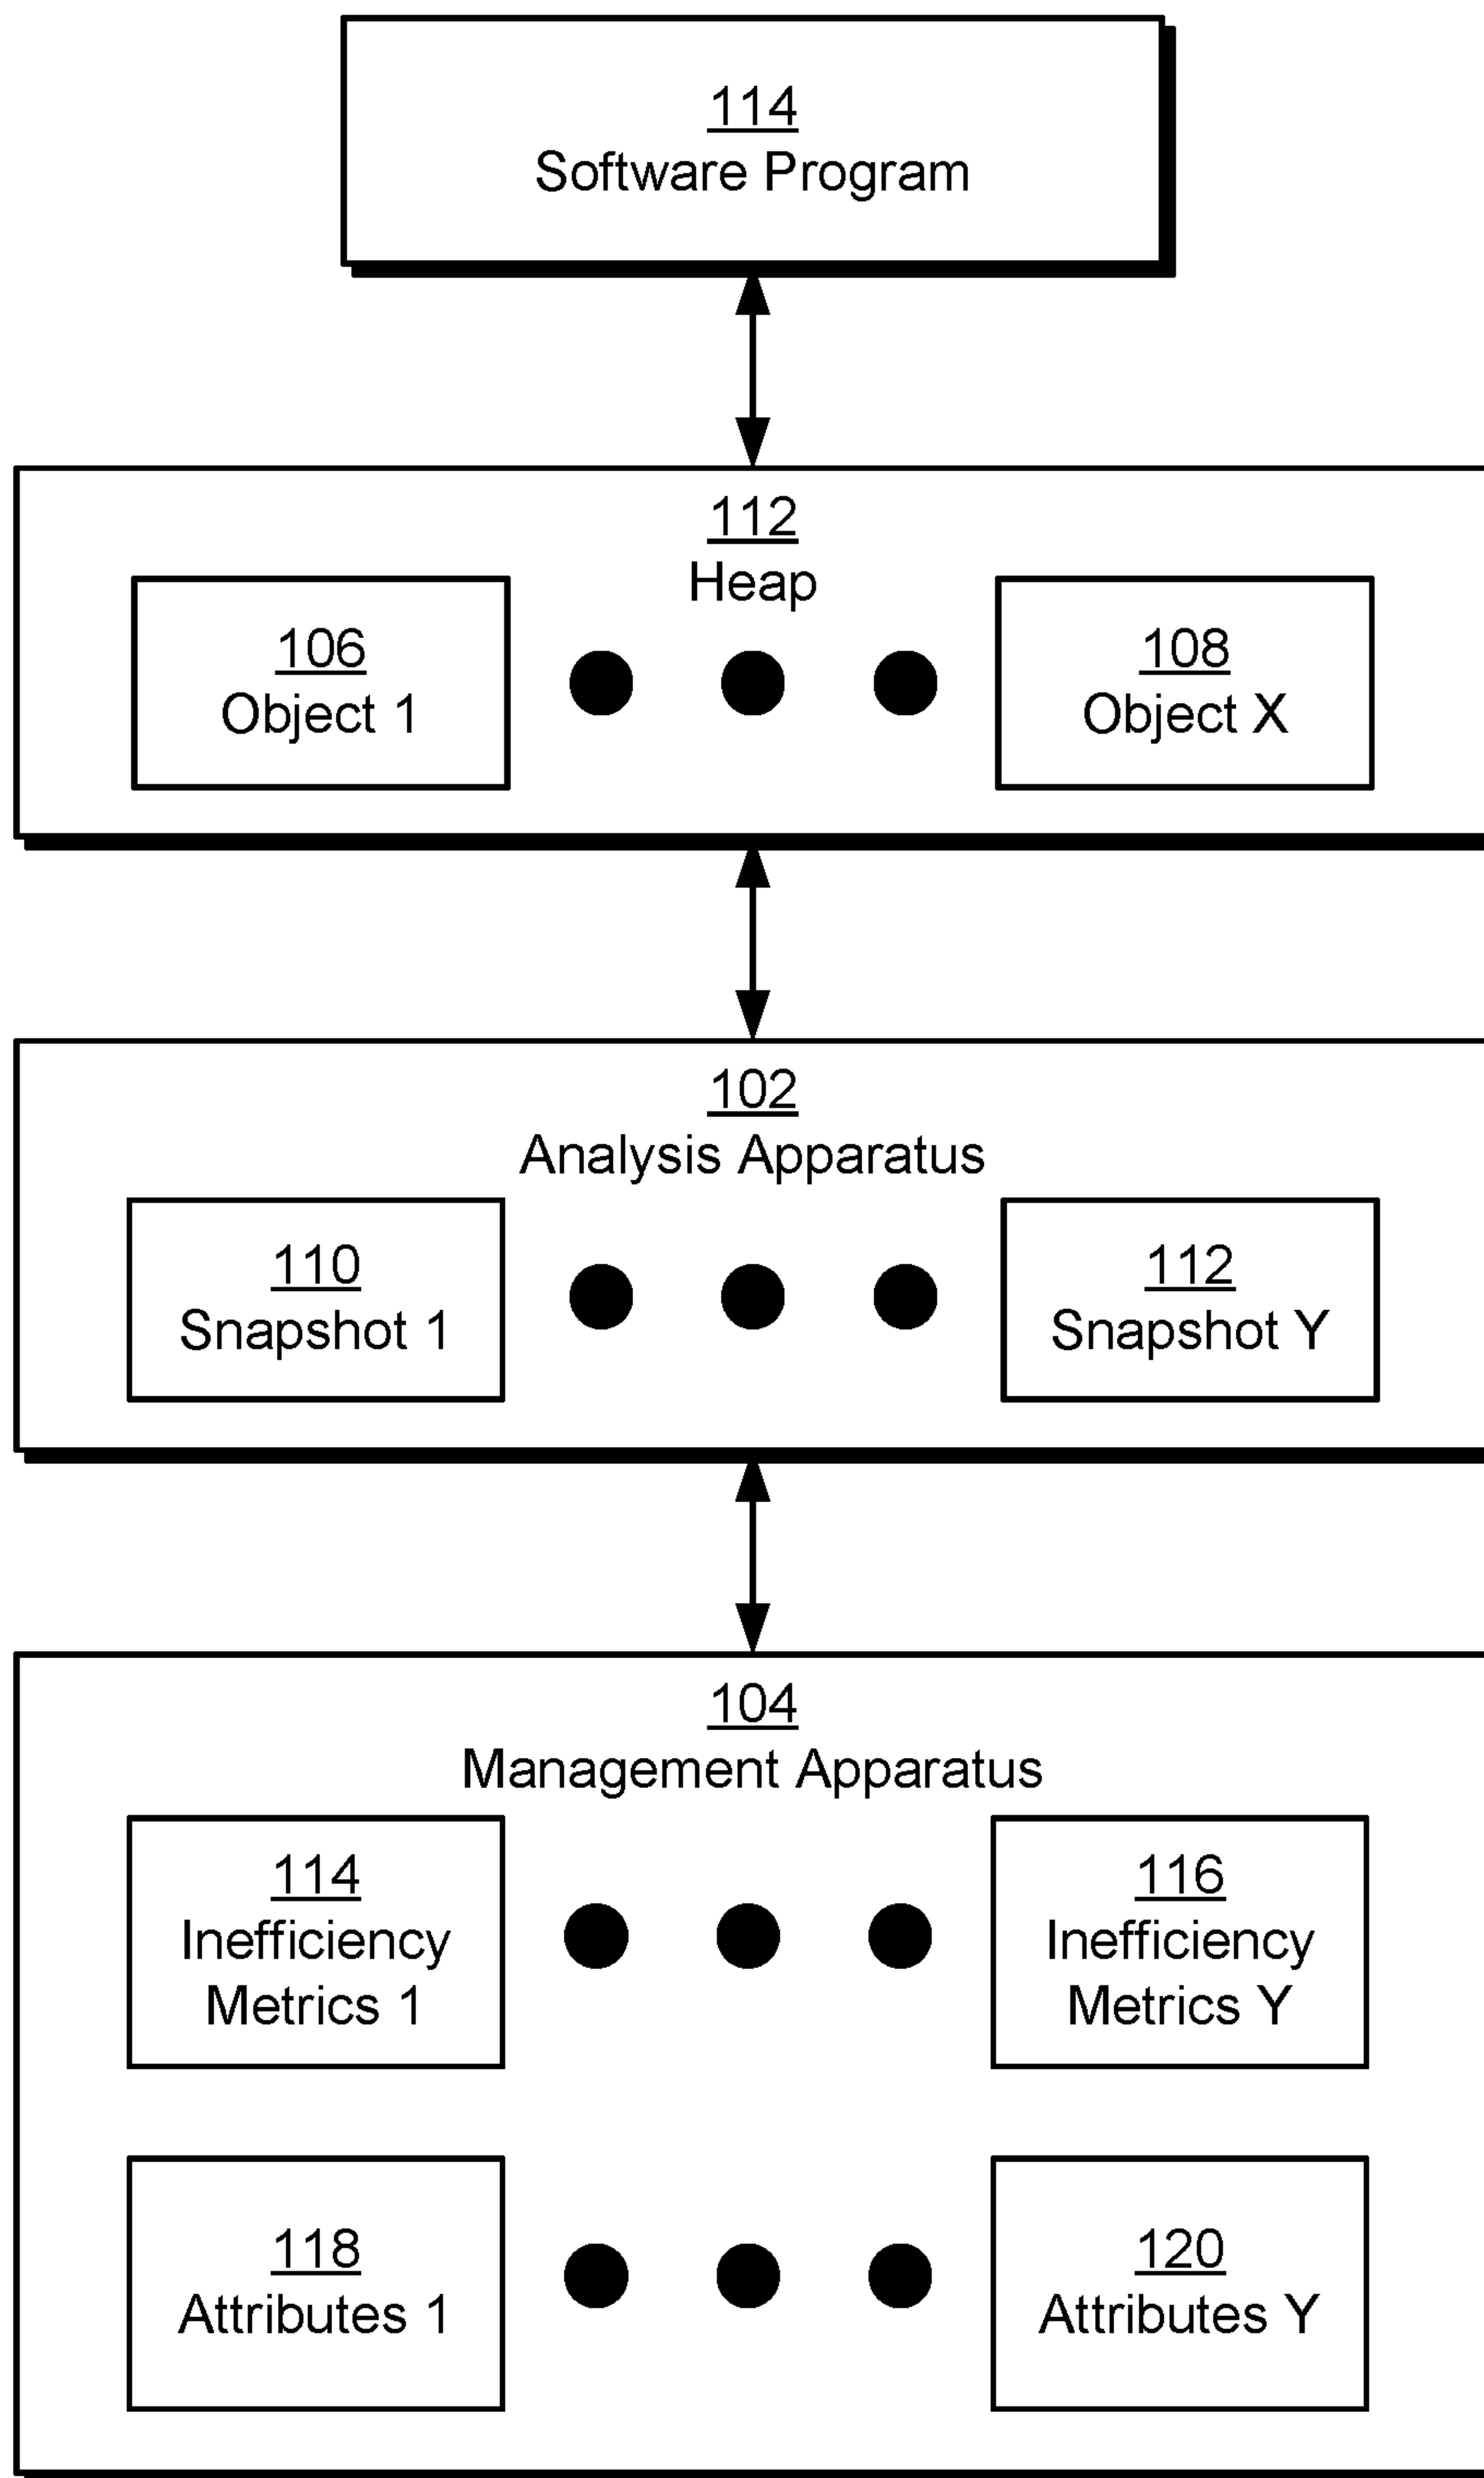 114
Software Program
112
Heap
106
Object 1
108
Object X
102
Analysis Apparatus
110
Snapshot 1
112
Snapshot Y
104
Management Apparatus
114
Inefficiency
Metrics 1
116
Inefficiency
Metrics Y
118
Attributes 1
120
Attributes Y